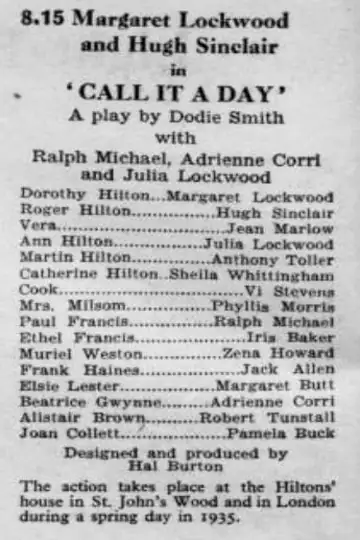 8.15 Margaret Lockwood
and Hugh Sinclair
in
‘CALL IT A DAY’
A play by Dodie Smith
with
Ralph Michael, Adrienne Corri
and Julia Lockwood
Dorothy Hilton...Margaret Lockwood
Roger Hilton...............Hugh Sinclair
Vera..............................Jean Marlow
Ann Hilton................Julia Lockwood
Martin Hilton..............Anthony Toller
Catherine Hilton..Sheila Whittingham
Cook.................................Vi Stevens
Mrs. Milsom...............Phyllis Morris
Paul Francis...............Ralph Michael
Ethel Francis......................Iris Baker
Muriel Weston..............Zena Howard
Frank Haines.......................Jack Allen
Elsie Lester.................Margaret Butt
Beatrice Gwynne.........Adrienne Corri
Alistair Brown..........Robert Tunstall
Joan Collett...................Pamela Buck
Designed and produced by
Hal Burton
The action takes place at the Hiltons'
house in St. John's Wood and in London
during a spring day in 1935.